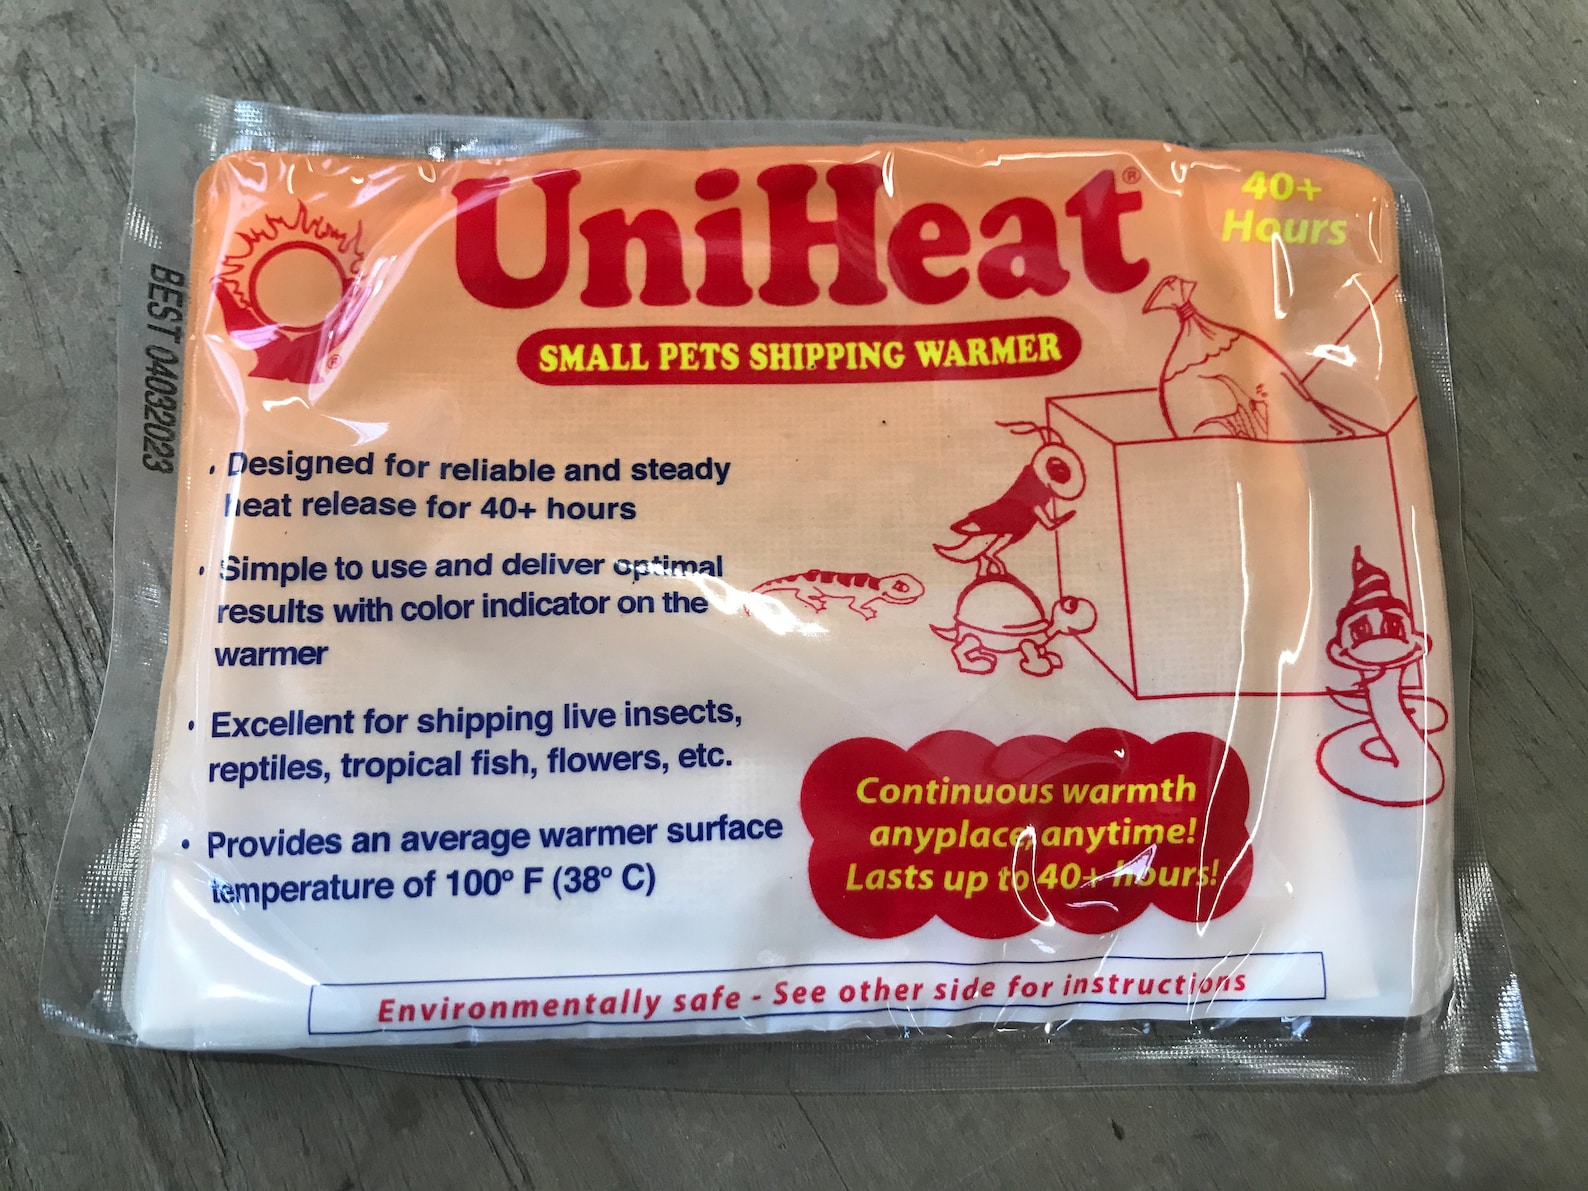 UniHeat®
40+
Hours
SMALL PETS SHIPPING WARMER
®
BEST 04032023
• Designed for reliable and steady
heat release for 40+ hours
• Simple to use and deliver optimal
results with color indicator on the
warmer
• Excellent for shipping live insects,
reptiles, tropical fish, flowers, etc.
• Provides an average warmer surface
temperature of 100° F (38° C)
Continuous warmth
anyplace, anytime!
Lasts up to 40+ hours!
Environmentally safe - See other side for instructions